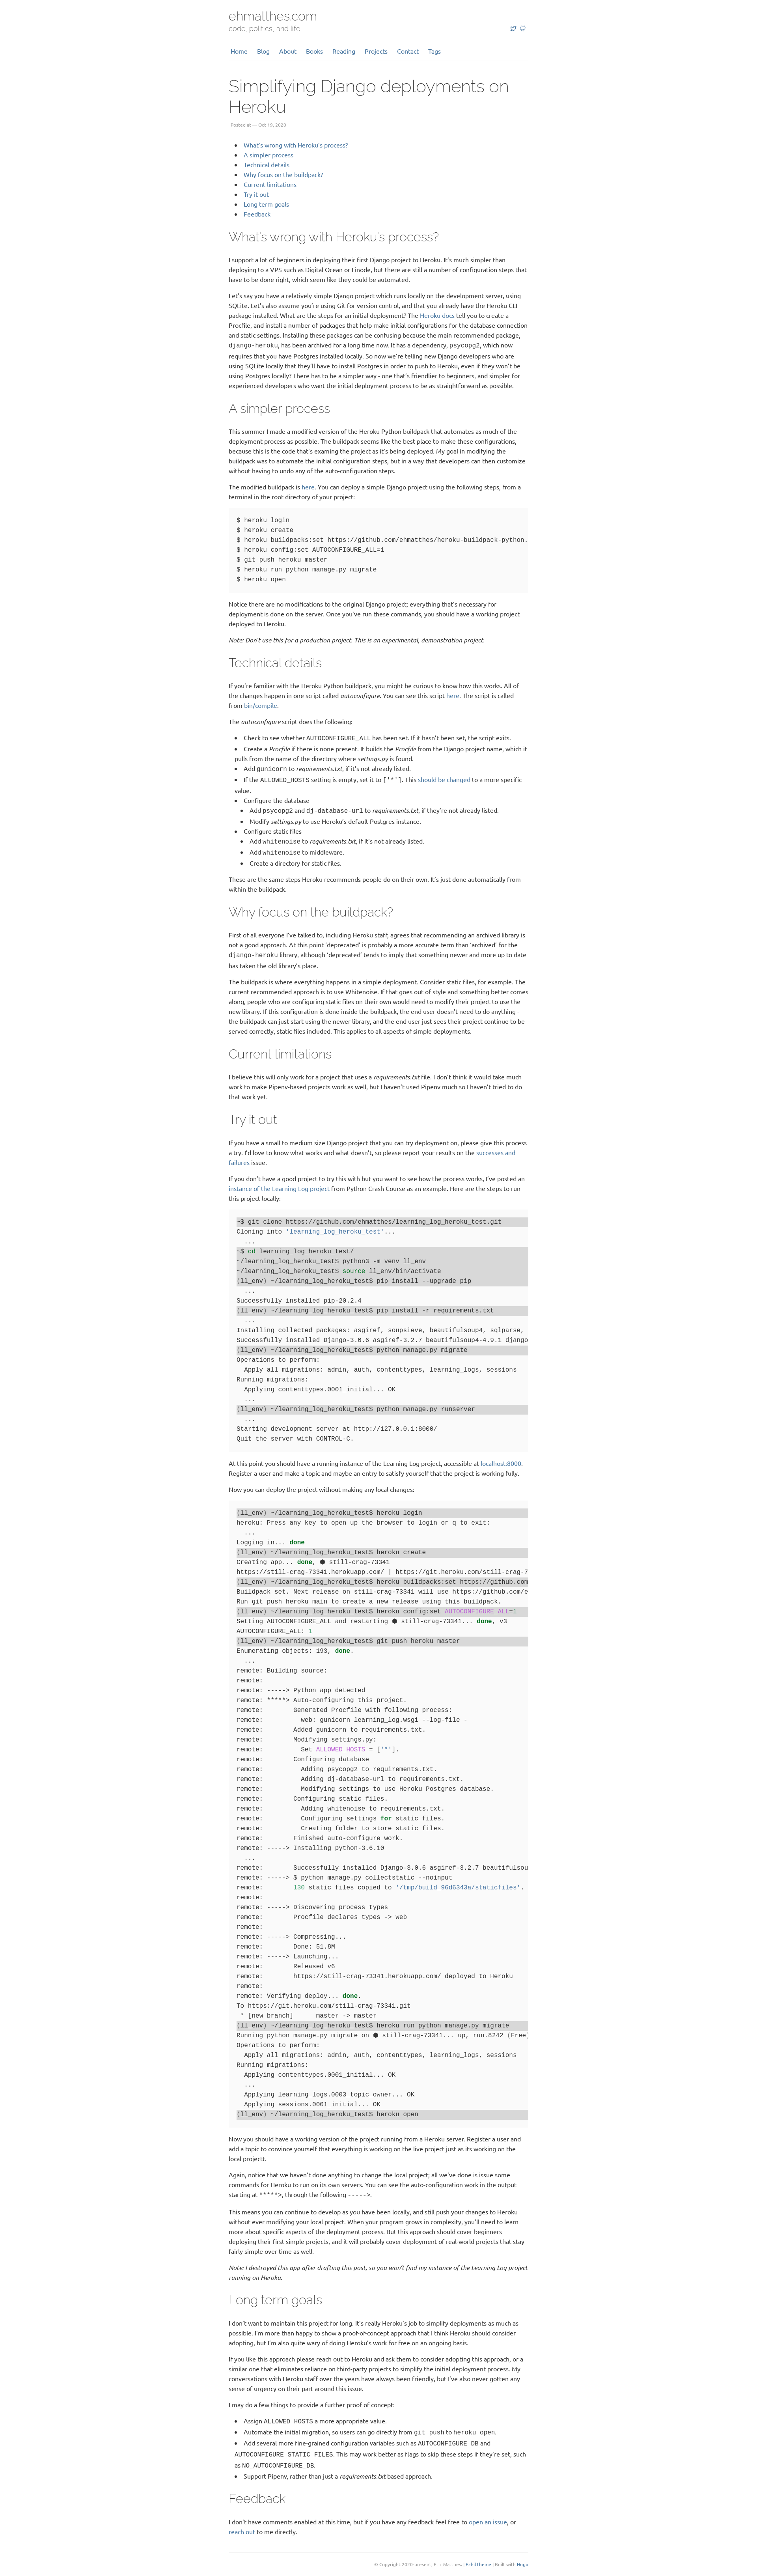 ehmatthes.com
code, politics, and life
Home Blog About Books Reading Projects Contact Tags
Simplifying Django deployments on
Heroku
Posted at — Oct 19, 2020
What's wrong with Heroku's process?
A simpler process
Technical details
Why focus on the buildpack?
Current limitations
Try it out
Long term goals
Feedback
What's wrong with Heroku's process?
I support a lot of beginners in deploying their first Django project to Heroku. It's much simpler than
deploying to a VPS such as Digital Ocean or Linode, but there are still a number of configuration steps that
have to be done right, which seem like they could be automated.
Let's say you have a relatively simple Django project which runs locally on the development server, using
SQLite. Let's also assume you're using Git for version control, and that you already have the Heroku CLI
package installed. What are the steps for an initial deployment? The Heroku docs tell you to create a
Procfile, and install a number of packages that help make initial configurations for the database connection
and static settings. Installing these packages can be confusing because the main recommended package,
django-heroku, has been archived for a long time now. It has a dependency, psycopg2, which now
requires that you have Postgres installed locally. So now we're telling new Django developers who are
using SQLite locally that they'll have to install Postgres in order to push to Heroku, even if they won't be
using Postgres locally? There has to be a simpler way - one that's friendlier to beginners, and simpler for
experienced developers who want the initial deployment process to be as straightforward as possible.
A simpler process
This summer I made a modified version of the Heroku Python buildpack that automates as much of the
deployment process as possible. The buildpack seems like the best place to make these configurations,
because this is the code that's examining the project as it's being deployed. My goal in modifying the
buildpack was to automate the initial configuration steps, but in a way that developers can then customize
without having to undo any of the auto-configuration steps.
The modified buildpack is here. You can deploy a simple Django project using the following steps, from a
terminal in the root directory of your project:
$ heroku login
$ heroku create
$ heroku buildpacks:set https://github.com/ehmatthes/heroku-buildpack-python.
$ heroku config:set AUTOCONFIGURE_ALL=1
$ git push heroku master
$ heroku run python manage.py migrate
$ heroku open
Notice there are no modifications to the original Django project; everything that's necessary for
deployment is done on the server. Once you've run these commands, you should have a working project
deployed to Heroku.
Note: Don't use this for a production project. This is an experimental, demonstration project.
Technical details
If you're familiar with the Heroku Python buildpack, you might be curious to know how this works. All of
the changes happen in one script called autoconfigure. You can see this script here. The script is called
from bin/compile.
The autoconfigure script does the following:
Check to see whether AUTOCONFIGURE_ALL has been set. If it hasn't been set, the script exits.
Create a Procfile if there is none present. It builds the Procfile from the Django project name, which it
pulls from the name of the directory where settings.py is found.
Add gunicorn to requirements.txt, if it's not already listed.
If the ALLOWED_HOSTS setting is empty, set it to ['*']. This should be changed to a more specific
value.
Configure the database
Add psycopg2 and dj-database-url to requirements.txt, if they're not already listed.
Modify settings.py to use Heroku's default Postgres instance.
Configure static files
Add whitenoise to requirements.txt, if it's not already listed.
Add whitenoise to middleware.
Create a directory for static files.
These are the same steps Heroku recommends people do on their own. It's just done automatically from
within the buildpack.
Why focus on the buildpack?
First of all everyone I've talked to, including Heroku staff, agrees that recommending an archived library is
not a good approach. At this point 'deprecated' is probably a more accurate term than 'archived' for the
django-heroku library, although 'deprecated' tends to imply that something newer and more up to date
has taken the old library's place.
The buildpack is where everything happens in a simple deployment. Consider static files, for example. The
current recommended approach is to use Whitenoise. If that goes out of style and something better comes
along, people who are configuring static files on their own would need to modify their project to use the
new library. If this configuration is done inside the buildpack, the end user doesn't need to do anything -
the buildpack can just start using the newer library, and the end user just sees their project continue to be
served correctly, static files included. This applies to all aspects of simple deployments.
Current limitations
I believe this will only work for a project that uses a requirements.txt file. I don't think it would take much
work to make Pipenv-based projects work as well, but I haven't used Pipenv much so I haven't tried to do
that work yet.
Try it out
If you have a small to medium size Django project that you can try deployment on, please give this process
a try. I'd love to know what works and what doesn't, so please report your results on the successes and
failures issue.
If you don't have a good project to try this with but you want to see how the process works, I've posted an
instance of the Learning Log project from Python Crash Course as an example. Here are the steps to run
this project locally:
~$ git clone https://github.com/ehmatthes/learning_log_heroku_test.git
Cloning into 'learning_log_heroku_test'...
...
~$ cd learning_log_heroku_test/
~/learning_log_heroku_test$ python3 -m venv ll_env
~/learning_log_heroku_test$ source ll_env/bin/activate
(ll_env) ~/learning_log_heroku_test$ pip install --upgrade pip
...
Successfully installed pip-20.2.4
(ll_env) ~/learning_log_heroku_test$ pip install -r requirements.txt
...
Installing collected packages: asgiref, soupsieve, beautifulsoup4, sqlparse,
Successfully installed Django-3.0.6 asgiref-3.2.7 beautifulsoup4-4.9.1 django
(ll_env) ~/learning_log_heroku_test$ python manage.py migrate
Operations to perform:
Apply all migrations: admin, auth, contenttypes, learning_logs, sessions
Running migrations:
Applying contenttypes.0001_initial... OK
...
(ll_env) ~/learning_log_heroku_test$ python manage.py runserver
...
Starting development server at http://127.0.0.1:8000/
Quit the server with CONTROL-C.
At this point you should have a running instance of the Learning Log project, accessible at localhost:8000.
Register a user and make a topic and maybe an entry to satisfy yourself that the project is working fully.
Now you can deploy the project without making any local changes:
(ll_env) ~/learning_log_heroku_test$ heroku login
heroku: Press any key to open up the browser to login or q to exit:
...
Logging in... done
(ll_env) ~/learning_log_heroku_test$ heroku create
Creating app... done, ⬢ still-crag-73341
https://still-crag-73341.herokuapp.com/ | https://git.heroku.com/still-crag-7
(ll_env) ~/learning_log_heroku_test$ heroku buildpacks:set https://github.com
Buildpack set. Next release on still-crag-73341 will use https://github.com/e
Run git push heroku main to create a new release using this buildpack.
(ll_env) ~/learning_log_heroku_test$ heroku config:set AUTOCONFIGURE_ALL=1
Setting AUTOCONFIGURE_ALL and restarting ⬢ still-crag-73341... done, v3
AUTOCONFIGURE_ALL: 1
(ll_env) ~/learning_log_heroku_test$ git push heroku master
Enumerating objects: 193, done.
...
remote: Building source:
remote:
remote: -----> Python app detected
remote: *****> Auto-configuring this project.
remote: Generated Procfile with following process:
remote: web: gunicorn learning_log.wsgi --log-file -
remote: Added gunicorn to requirements.txt.
remote: Modifying settings.py:
remote: Set ALLOWED_HOSTS = ['*'].
remote: Configuring database
remote: Adding psycopg2 to requirements.txt.
remote: Adding dj-database-url to requirements.txt.
remote: Modifying settings to use Heroku Postgres database.
remote: Configuring static files.
remote: Adding whitenoise to requirements.txt.
remote: Configuring settings for static files.
remote: Creating folder to store static files.
remote: Finished auto-configure work.
remote: -----> Installing python-3.6.10
...
remote: Successfully installed Django-3.0.6 asgiref-3.2.7 beautifulsou
remote: -----> $ python manage.py collectstatic --noinput
remote: 130 static files copied to '/tmp/build_96d6343a/staticfiles'.
remote:
remote: -----> Discovering process types
remote: Procfile declares types -> web
remote:
remote: -----> Compressing...
remote: Done: 51.8M
remote: -----> Launching...
remote: Released v6
remote: https://still-crag-73341.herokuapp.com/ deployed to Heroku
remote:
remote: Verifying deploy... done.
To https://git.heroku.com/still-crag-73341.git
* [new branch] master -> master
(ll_env) ~/learning_log_heroku_test$ heroku run python manage.py migrate
Running python manage.py migrate on ⬢ still-crag-73341... up, run.8242 (Free)
Operations to perform:
Apply all migrations: admin, auth, contenttypes, learning_logs, sessions
Running migrations:
Applying contenttypes.0001_initial... OK
...
Applying learning_logs.0003_topic_owner... OK
Applying sessions.0001_initial... OK
(ll_env) ~/learning_log_heroku_test$ heroku open
Now you should have a working version of the project running from a Heroku server. Register a user and
add a topic to convince yourself that everything is working on the live project just as its working on the
local projectt.
Again, notice that we haven't done anything to change the local project; all we've done is issue some
commands for Heroku to run on its own servers. You can see the auto-configuration work in the output
starting at *****>, through the following ----->.
This means you can continue to develop as you have been locally, and still push your changes to Heroku
without ever modifying your local project. When your program grows in complexity, you'll need to learn
more about specific aspects of the deployment process. But this approach should cover beginners
deploying their first simple projects, and it will probably cover deployment of real-world projects that stay
fairly simple over time as well.
Note: I destroyed this app after drafting this post, so you won't find my instance of the Learning Log project
running on Heroku.
Long term goals
I don't want to maintain this project for long. It's really Heroku's job to simplify deployments as much as
possible. I'm more than happy to show a proof-of-concept approach that I think Heroku should consider
adopting, but I'm also quite wary of doing Heroku's work for free on an ongoing basis.
If you like this approach please reach out to Heroku and ask them to consider adopting this approach, or a
similar one that eliminates reliance on third-party projects to simplify the initial deployment process. My
conversations with Heroku staff over the years have always been friendly, but I've also never gotten any
sense of urgency on their part around this issue.
I may do a few things to provide a further proof of concept:
Assign ALLOWED_HOSTS a more appropriate value.
Automate the initial migration, so users can go directly from git push to heroku open.
Add several more fine-grained configuration variables such as AUTOCONFIGURE_DB and
AUTOCONFIGURE_STATIC_FILES. This may work better as flags to skip these steps if they're set, such
as NO_AUTOCONFIGURE_DB.
Support Pipenv, rather than just a requirements.txt based approach.
Feedback
I don't have comments enabled at this time, but if you have any feedback feel free to open an issue, or
reach out to me directly.
© Copyright 2020-present, Eric Matthes. | Ezhil theme | Built with Hugo